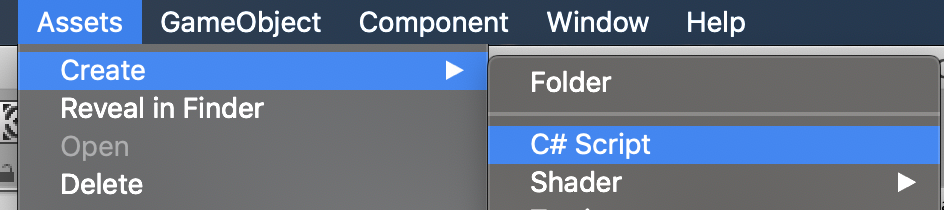 Assets GameObject Component Window Help
Create
Reveal in Finder
Open
Delete
Folder
C# Script
Shader